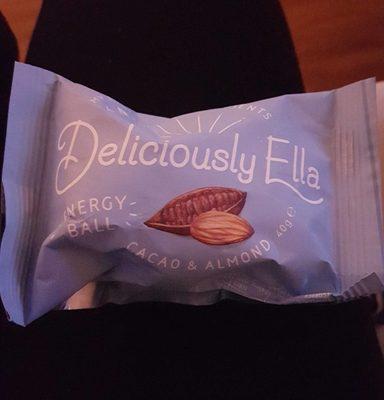 Deliciously Ella
ENERGY
BALL
CACAO & ALMOND 40g e